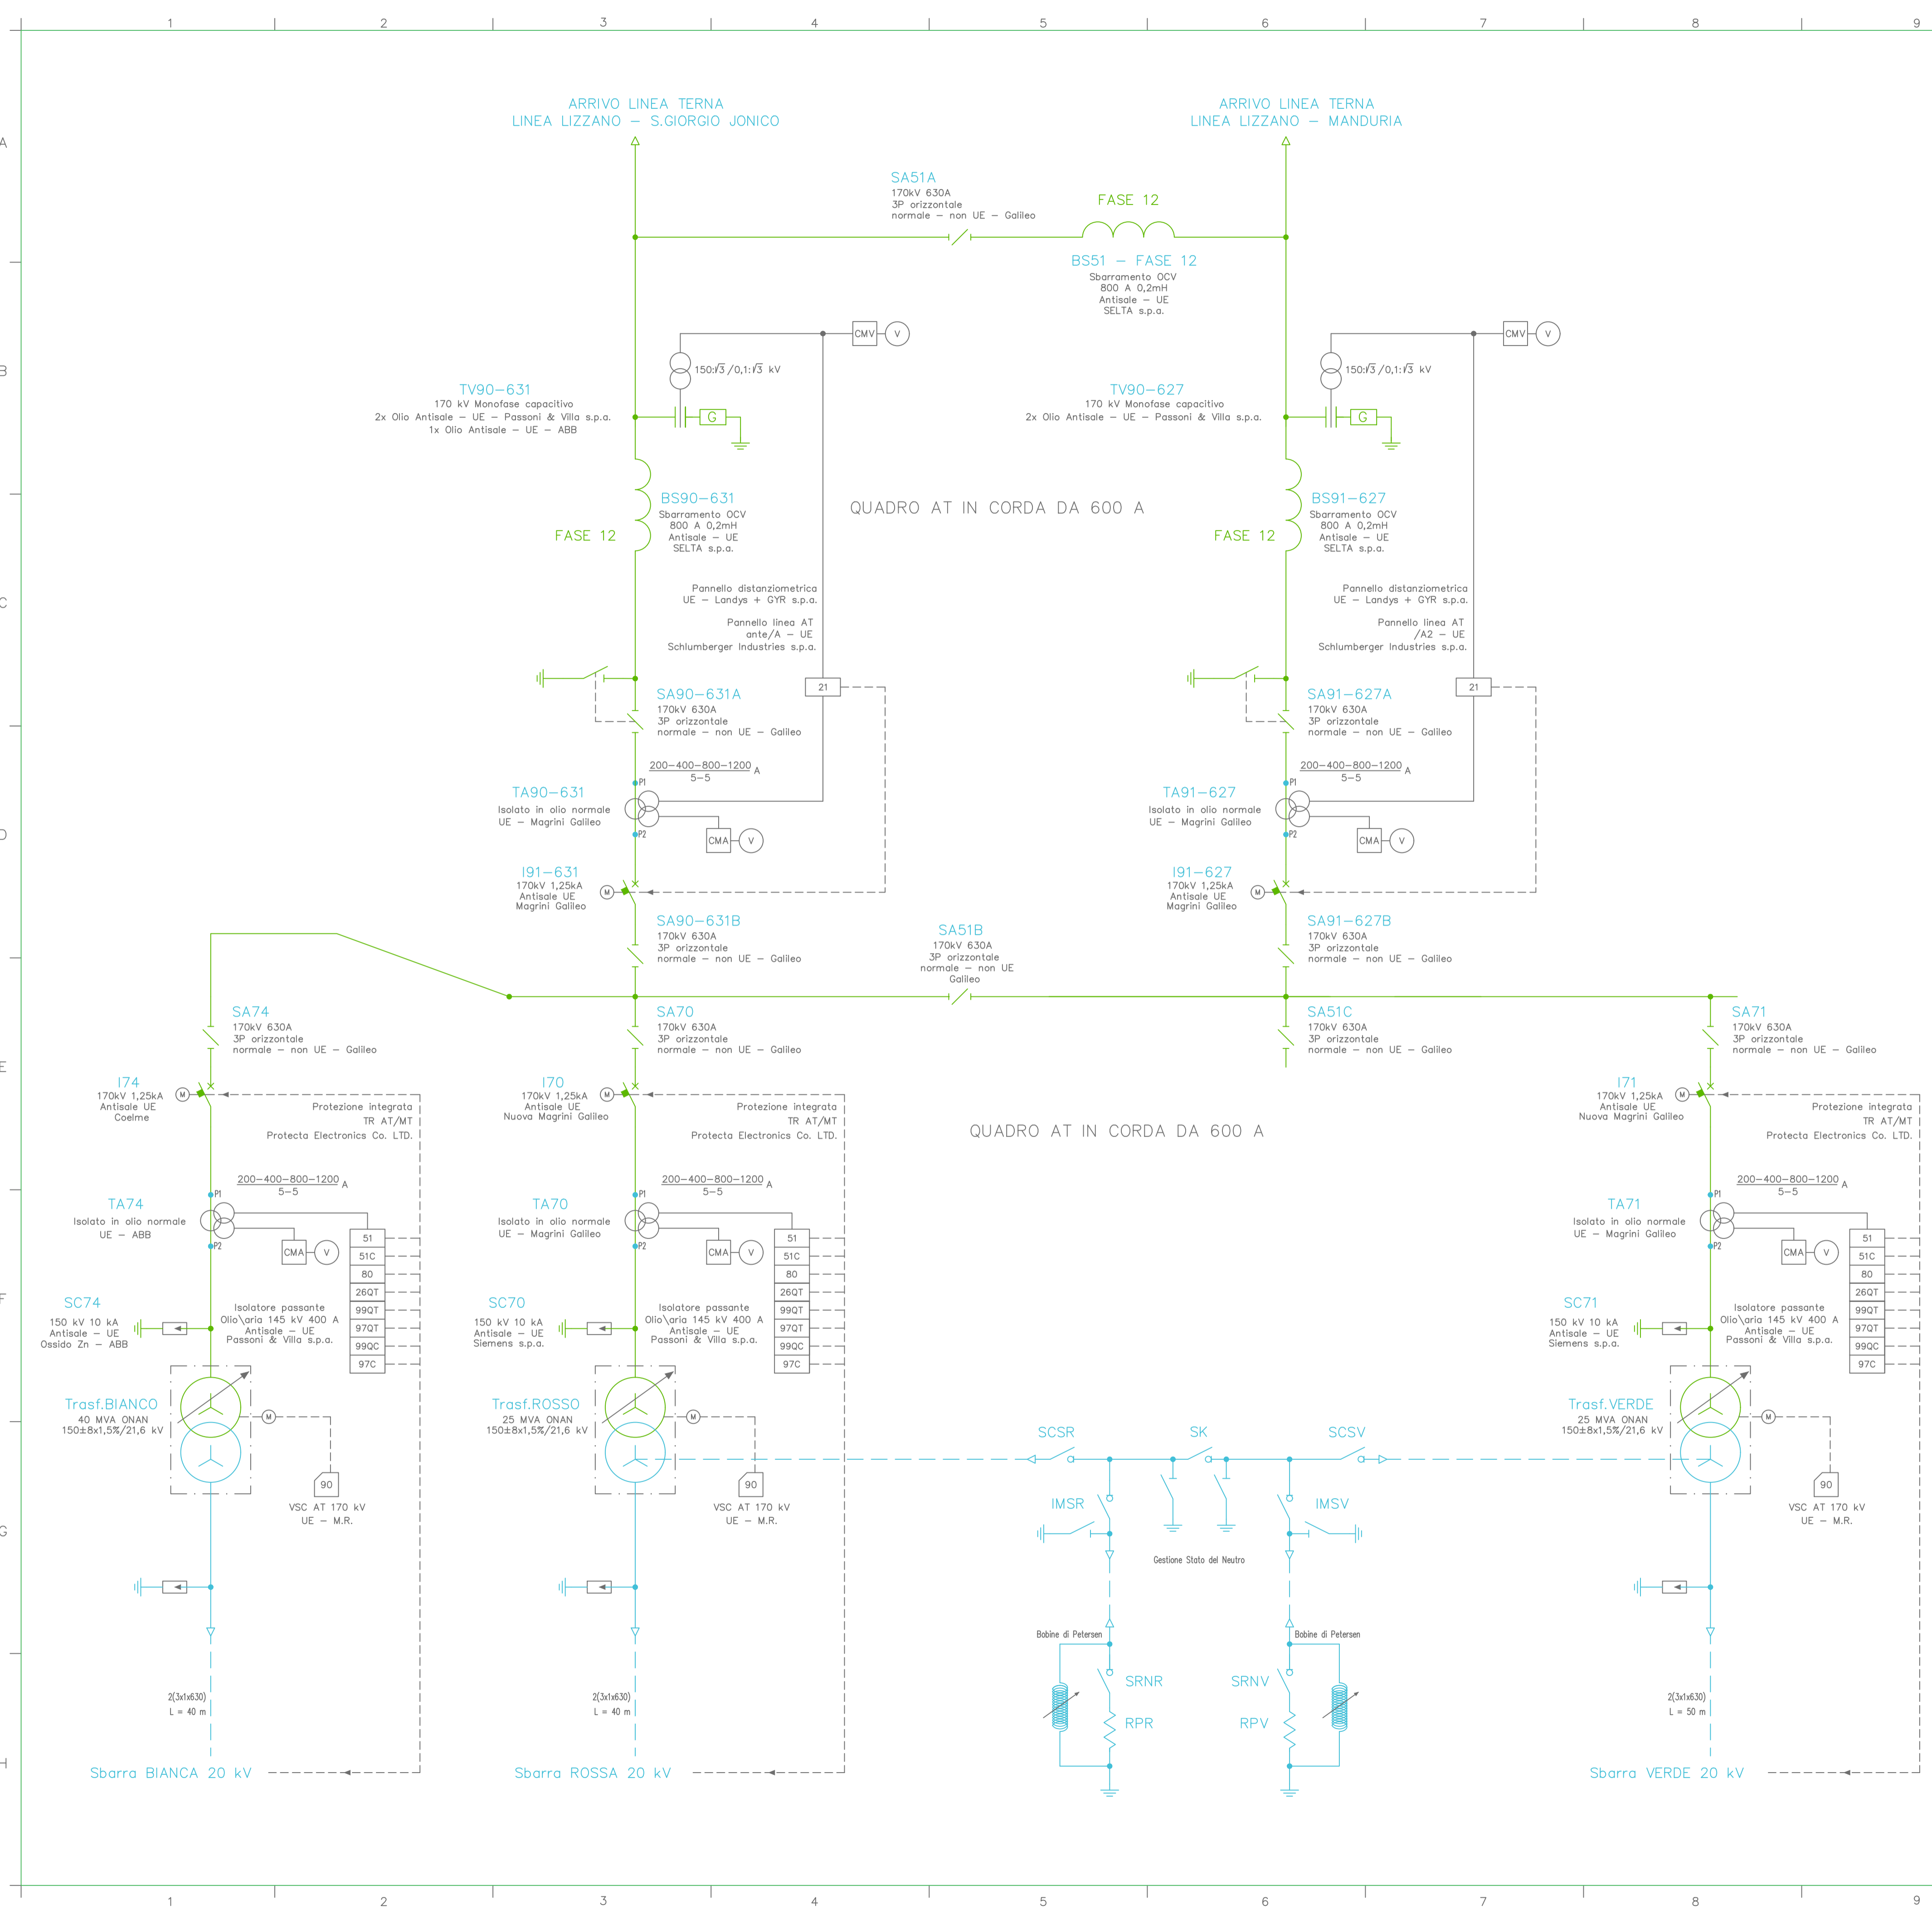 1 2 3 4 5 6 7 8 9
A
B
C
D
E
F
G
H
ARRIVO LINEA TERNA
LINEA LIZZANO – S.GIORGIO JONICO
ARRIVO LINEA TERNA
LINEA LIZZANO – MANDURIA
SA51A
170kV 630A
3P orizzontale
normale – non UE – Galileo
FASE 12
BS51 – FASE 12
Sbarramento OCV
800 A 0,2mH
Antisale – UE
SELTA s.p.a.
CMV
V
150:√3/0,1:√3 kV
TV90–631
170 kV Monofase capacitivo
2x Olio Antisale – UE – Passoni & Villa s.p.a.
1x Olio Antisale – UE – ABB
G
CMV
V
150:√3/0,1:√3 kV
TV90–627
170 kV Monofase capacitivo
2x Olio Antisale – UE – Passoni & Villa s.p.a.
G
BS90–631
Sbarramento OCV
800 A 0,2mH
Antisale – UE
SELTA s.p.a.
FASE 12
QUADRO AT IN CORDA DA 600 A
BS91–627
Sbarramento OCV
800 A 0,2mH
Antisale – UE
SELTA s.p.a.
FASE 12
Pannello distanziometrica
UE – Landys + GYR s.p.a.
Pannello linea AT
ante/A – UE
Schlumberger Industries s.p.a.
21
Pannello distanziometrica
UE – Landys + GYR s.p.a.
Pannello linea AT
/A2 – UE
Schlumberger Industries s.p.a.
21
SA90–631A
170kV 630A
3P orizzontale
normale – non UE – Galileo
SA91–627A
170kV 630A
3P orizzontale
normale – non UE – Galileo
200–400–800–1200 A
5–5
P1
TA90–631
Isolato in olio normale
UE – Magrini Galileo
P2
CMA
V
200–400–800–1200 A
5–5
P1
TA91–627
Isolato in olio normale
UE – Magrini Galileo
P2
CMA
V
I91–631
170kV 1,25kA
Antisale UE
Magrini Galileo
M
I91–627
170kV 1,25kA
Antisale UE
Magrini Galileo
M
SA90–631B
170kV 630A
3P orizzontale
normale – non UE – Galileo
SA51B
170kV 630A
3P orizzontale
normale – non UE
Galileo
SA91–627B
170kV 630A
3P orizzontale
normale – non UE – Galileo
SA74
170kV 630A
3P orizzontale
normale – non UE – Galileo
SA70
170kV 630A
3P orizzontale
normale – non UE – Galileo
SA51C
170kV 630A
3P orizzontale
normale – non UE – Galileo
SA71
170kV 630A
3P orizzontale
normale – non UE – Galileo
I74
170kV 1,25kA
Antisale UE
Coelme
M
Protezione integrata
TR AT/MT
Protecta Electronics Co. LTD.
I70
170kV 1,25kA
Antisale UE
Nuova Magrini Galileo
M
Protezione integrata
TR AT/MT
Protecta Electronics Co. LTD.
QUADRO AT IN CORDA DA 600 A
I71
170kV 1,25kA
Antisale UE
Nuova Magrini Galileo
M
Protezione integrata
TR AT/MT
Protecta Electronics Co. LTD.
200–400–800–1200 A
5–5
P1
TA74
Isolato in olio normale
UE – ABB
P2
CMA
V
51
51C
80
26QT
99QT
97QT
99QC
97C
200–400–800–1200 A
5–5
P1
TA70
Isolato in olio normale
UE – Magrini Galileo
P2
CMA
V
51
51C
80
26QT
99QT
97QT
99QC
97C
200–400–800–1200 A
5–5
P1
TA71
Isolato in olio normale
UE – Magrini Galileo
P2
CMA
V
51
51C
80
26QT
99QT
97QT
99QC
97C
SC74
150 kV 10 kA
Antisale – UE
Ossido Zn – ABB
Isolatore passante
Olio\aria 145 kV 400 A
Antisale – UE
Passoni & Villa s.p.a.
SC70
150 kV 10 kA
Antisale – UE
Siemens s.p.a.
Isolatore passante
Olio\aria 145 kV 400 A
Antisale – UE
Passoni & Villa s.p.a.
SC71
150 kV 10 kA
Antisale – UE
Siemens s.p.a.
Isolatore passante
Olio\aria 145 kV 400 A
Antisale – UE
Passoni & Villa s.p.a.
Trasf.BIANCO
40 MVA ONAN
150±8x1,5%/21,6 kV
M
90
VSC AT 170 kV
UE – M.R.
Trasf.ROSSO
25 MVA ONAN
150±8x1,5%/21,6 kV
M
90
VSC AT 170 kV
UE – M.R.
SCSR
SK
SCSV
IMSR
IMSV
Gestione Stato del Neutro
Bobine di Petersen
Bobine di Petersen
SRNR
SRNV
RPR
RPV
Trasf.VERDE
25 MVA ONAN
150±8x1,5%/21,6 kV
M
90
VSC AT 170 kV
UE – M.R.
2(3x1x630)
L = 40 m
2(3x1x630)
L = 40 m
2(3x1x630)
L = 50 m
Sbarra BIANCA 20 kV
Sbarra ROSSA 20 kV
Sbarra VERDE 20 kV
1 2 3 4 5 6 7 8 9